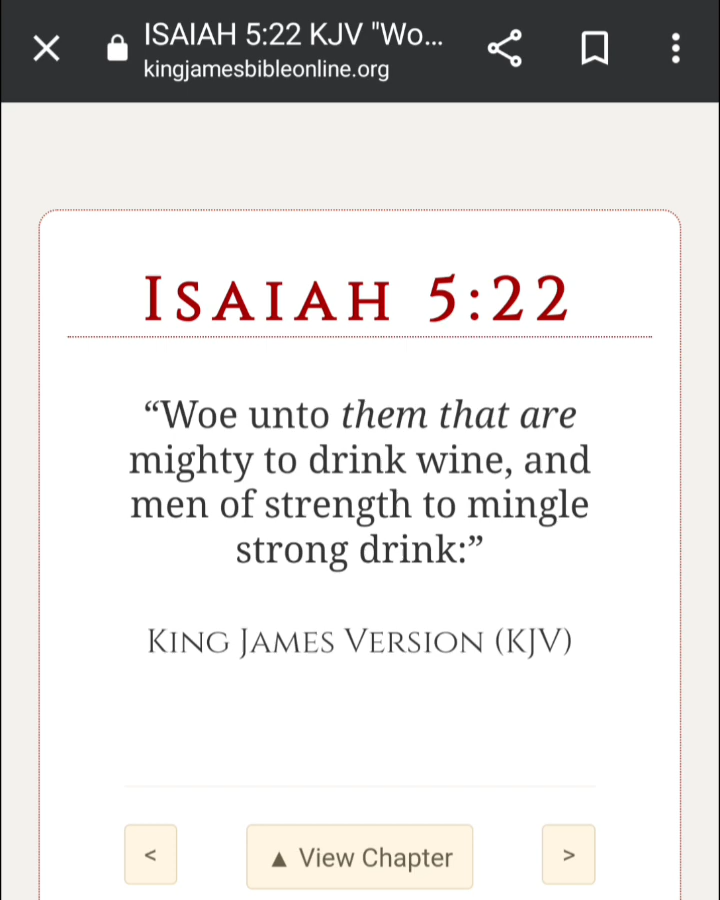 ISAIAH 5:22 KJV "Wo...
kingjamesbibleonline.org
ISAIAH 5:22
“Woe unto them that are
mighty to drink wine, and
men of strength to mingle
strong drink:”
KING JAMES VERSION (KJV)
< ▲ View Chapter >